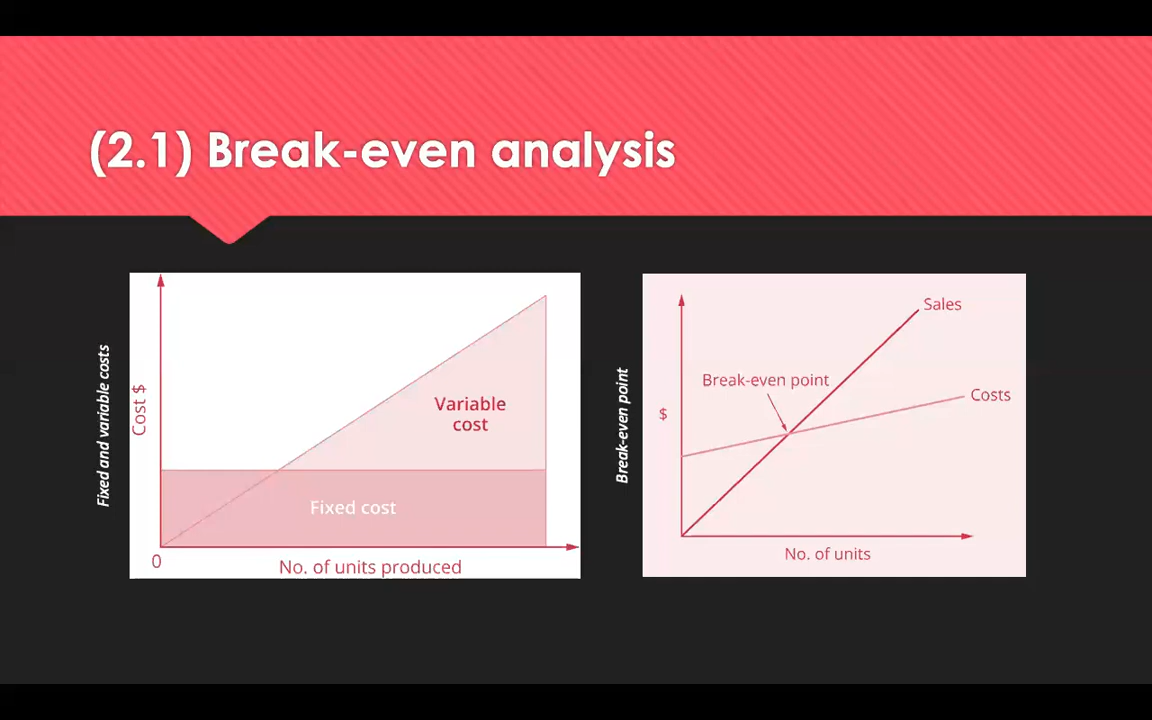 (2.1) Break-even analysis
Fixed and variable costs
Cost $
Variable
cost
Fixed cost
0
No. of units produced
Break-even point
$
Sales
Break-even point
Costs
No. of units